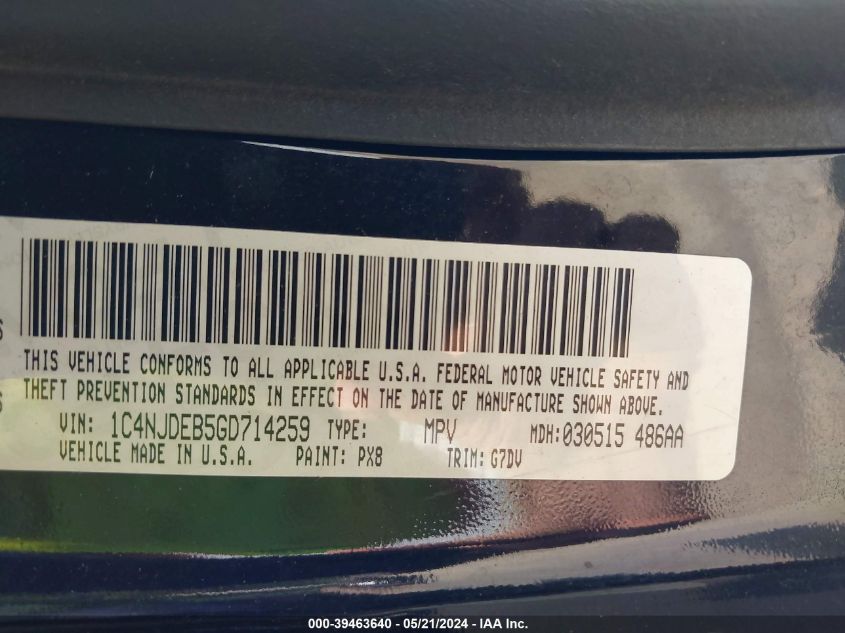 THIS VEHICLE CONFORMS TO ALL APPLICABLE U.S.A. FEDERAL MOTOR VEHICLE SAFETY AND
THEFT PREVENTION STANDARDS IN EFFECT ON THE DATE OF MANUFACTURE SHOWN ABOVE.
VIN: 1C4NJDEB5GD714259 TYPE: MPV MDH:030515 486AA
VEHICLE MADE IN U.S.A. PAINT: PX8 TRIM: G7DV
000-39463640 - 05/21/2024 - IAA Inc.